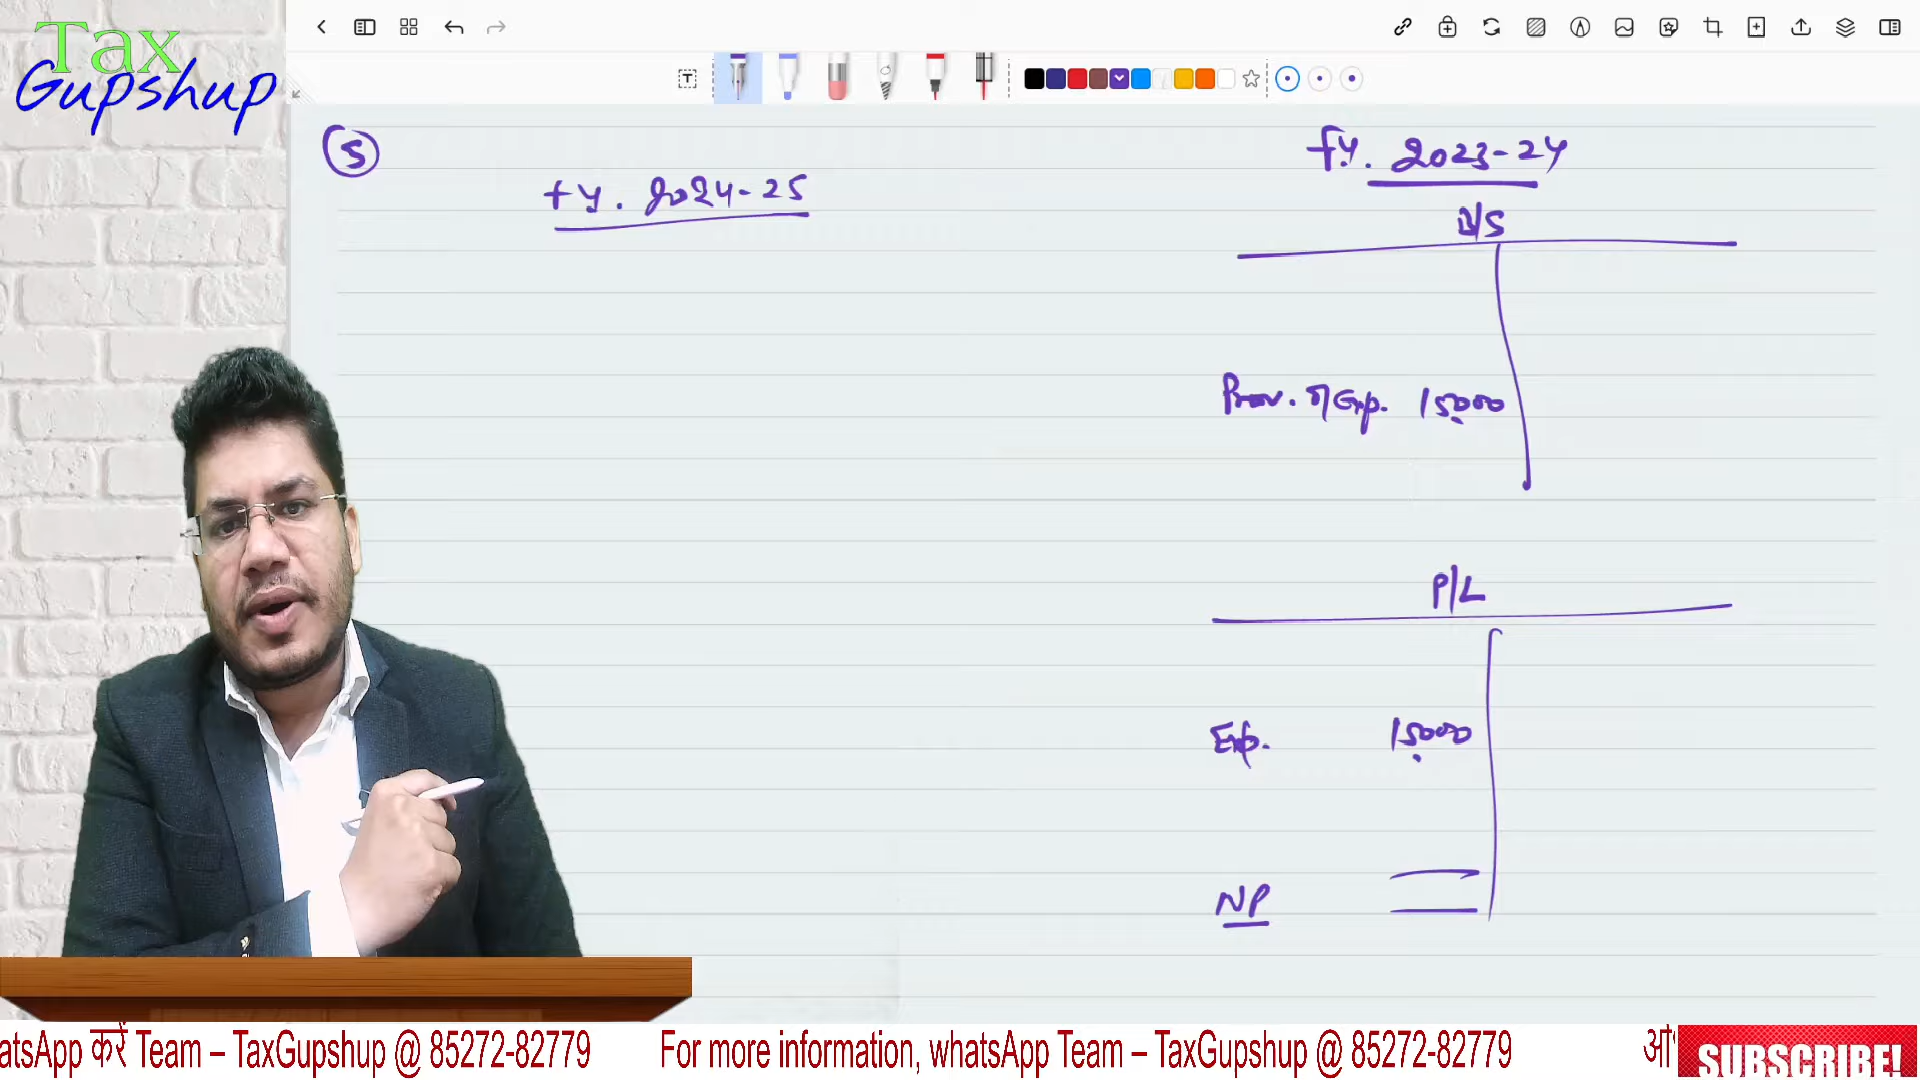 Tax
Gupshup
T
5
f.y. 2024-25
f.y. 2023-24
B/S
Prov. of Exp. 15000
P/L
Exp. 15000
NP
atsApp करें Team – TaxGupshup @ 85272-82779 For more information, whatsApp Team – TaxGupshup @ 85272-82779
SUBSCRIBE!